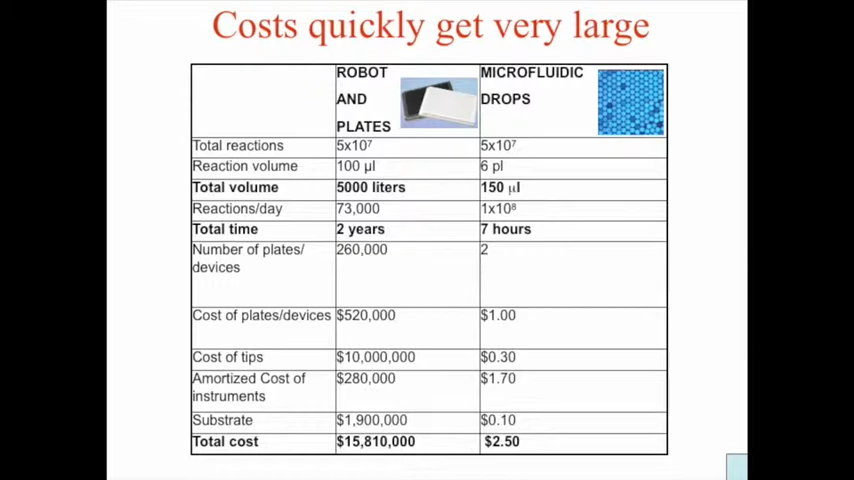 Costs quickly get very large
ROBOT AND PLATES MICROFLUIDIC DROPS
Total reactions 5x10⁷ 5x10⁷
Reaction volume 100 µl 6 pl
Total volume 5000 liters 150 µl
Reactions/day 73,000 1x10⁸
Total time 2 years 7 hours
Number of plates/ 260,000 2
devices
Cost of plates/devices $520,000 $1.00
Cost of tips $10,000,000 $0.30
Amortized Cost of $280,000 $1.70
instruments
Substrate $1,900,000 $0.10
Total cost $15,810,000 $2.50